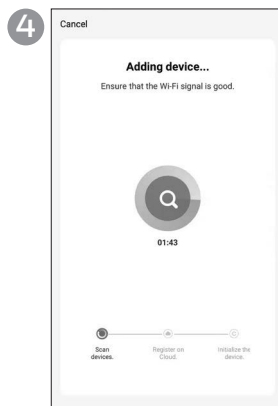 4
Cancel
Adding device...
Ensure that the Wi-Fi signal is good.
01:43
Scan
devices.
Register on
Cloud.
Initialize the
device.